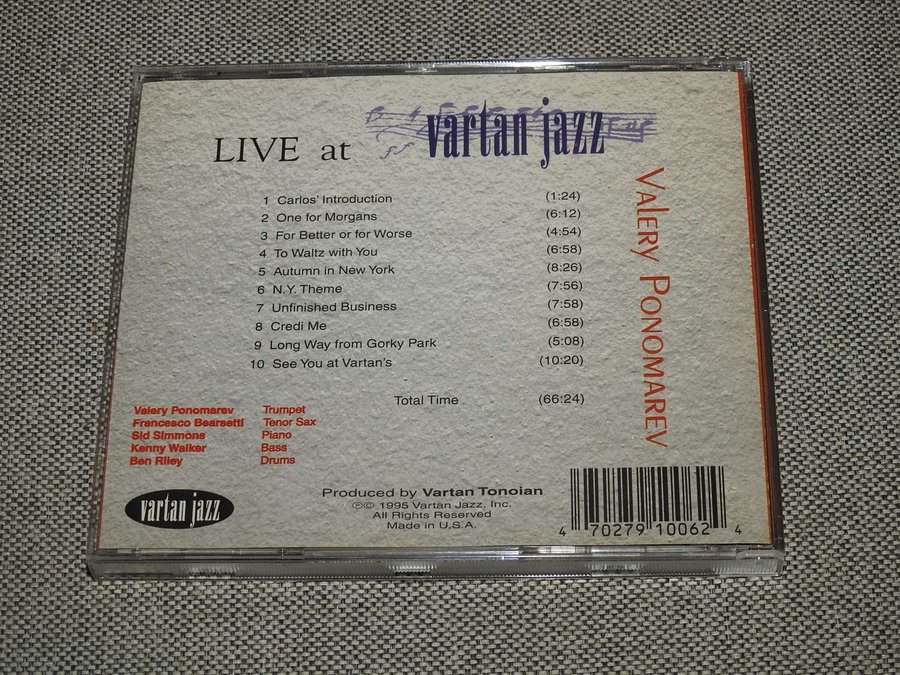 LIVE at vartan jazz
VALERY PONOMAREV
1 Carlos' Introduction (1:24)
2 One for Morgans (6:12)
3 For Better or for Worse (4:54)
4 To Waltz with You (6:58)
5 Autumn in New York (8:26)
6 N.Y. Theme (7:56)
7 Unfinished Business (7:58)
8 Credi Me (6:58)
9 Long Way from Gorky Park (5:08)
10 See You at Vartan's (10:20)
Total Time (66:24)
Valery Ponomarev Trumpet
Francesco Bearsetti Tenor Sax
Sid Simmons Piano
Kenny Walker Bass
Ben Riley Drums
vartan jazz
Produced by Vartan Tonoian
℗© 1995 Vartan Jazz, Inc.
All Rights Reserved
Made in U.S.A.
4 70279 10062 4